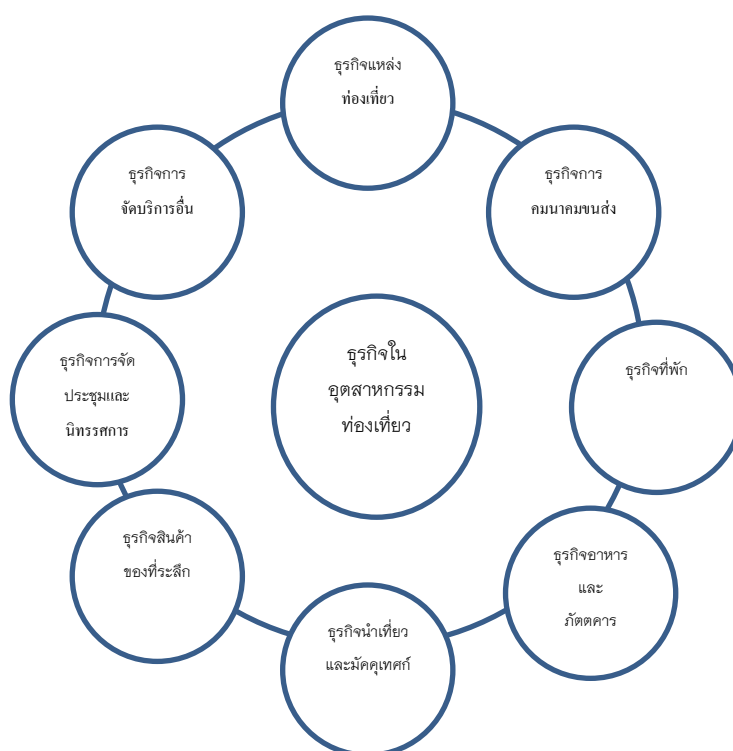 ธุรกิจแหล่ง
ท่องเที่ยว
ธุรกิจการ
คมนาคมขนส่ง
ธุรกิจที่พัก
ธุรกิจอาหาร
และ
ภัตตคาร
ธุรกิจนำเที่ยว
และมัคคุเทศก์
ธุรกิจสินค้า
ของที่ระลึก
ธุรกิจการจัด
ประชุมและ
นิทรรศการ
ธุรกิจการ
จัดบริการอื่น
ธุรกิจใน
อุตสาหกรรม
ท่องเที่ยว